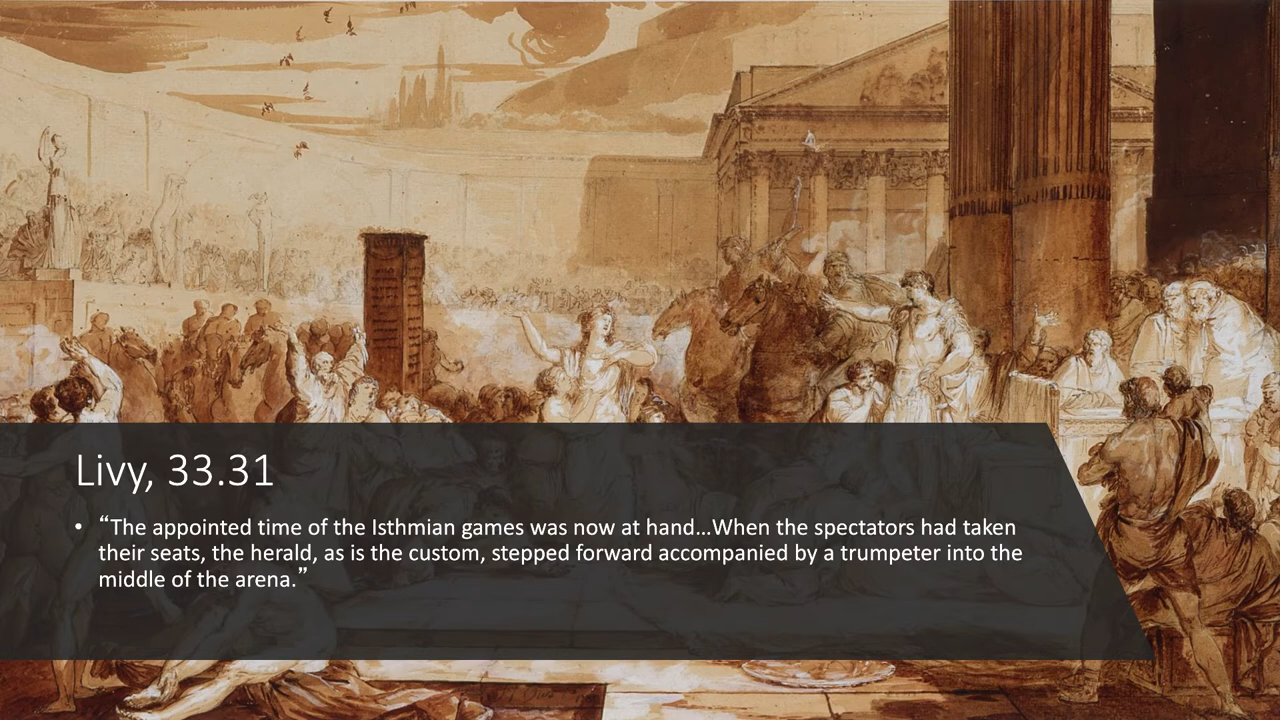 Livy, 33.31
• “The appointed time of the Isthmian games was now at hand…When the spectators had taken
their seats, the herald, as is the custom, stepped forward accompanied by a trumpeter into the
middle of the arena.”